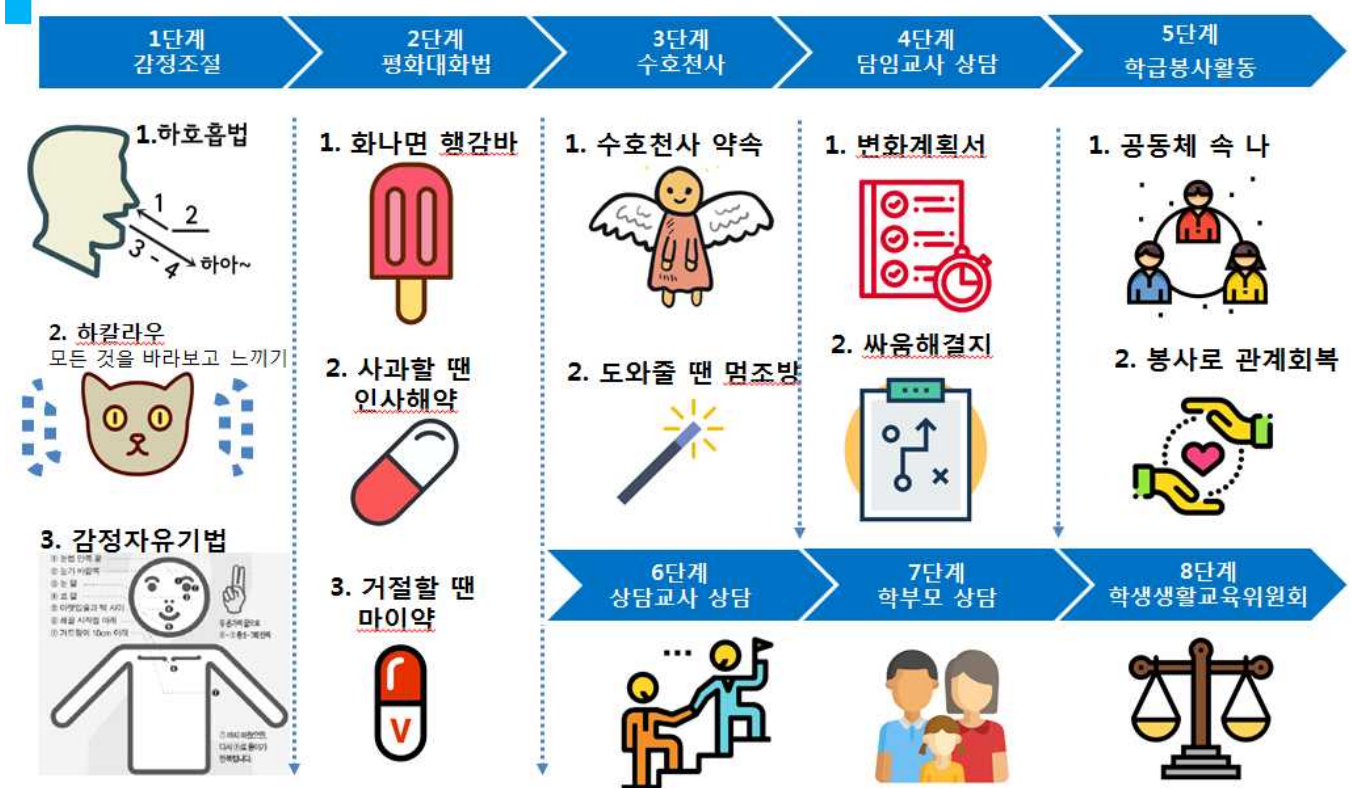 1단계
감정조절
2단계
평화대화법
3단계
수호천사
4단계
담임교사 상담
5단계
학급봉사활동
1.하호흡법
1
2
3 - 4
하아~
2. 하칼라우
모든 것을 바라보고 느끼기
3. 감정자유기법
1. 화나면 행감바
2. 사과할 땐
인사해약
3. 거절할 땐
마이약
V
1. 수호천사 약속
2. 도와줄 땐 멈조방
1. 변화계획서
2. 싸움해결지
1. 공동체 속 나
2. 봉사로 관계회복
6단계
상담교사 상담
7단계
학부모 상담
8단계
학생생활교육위원회